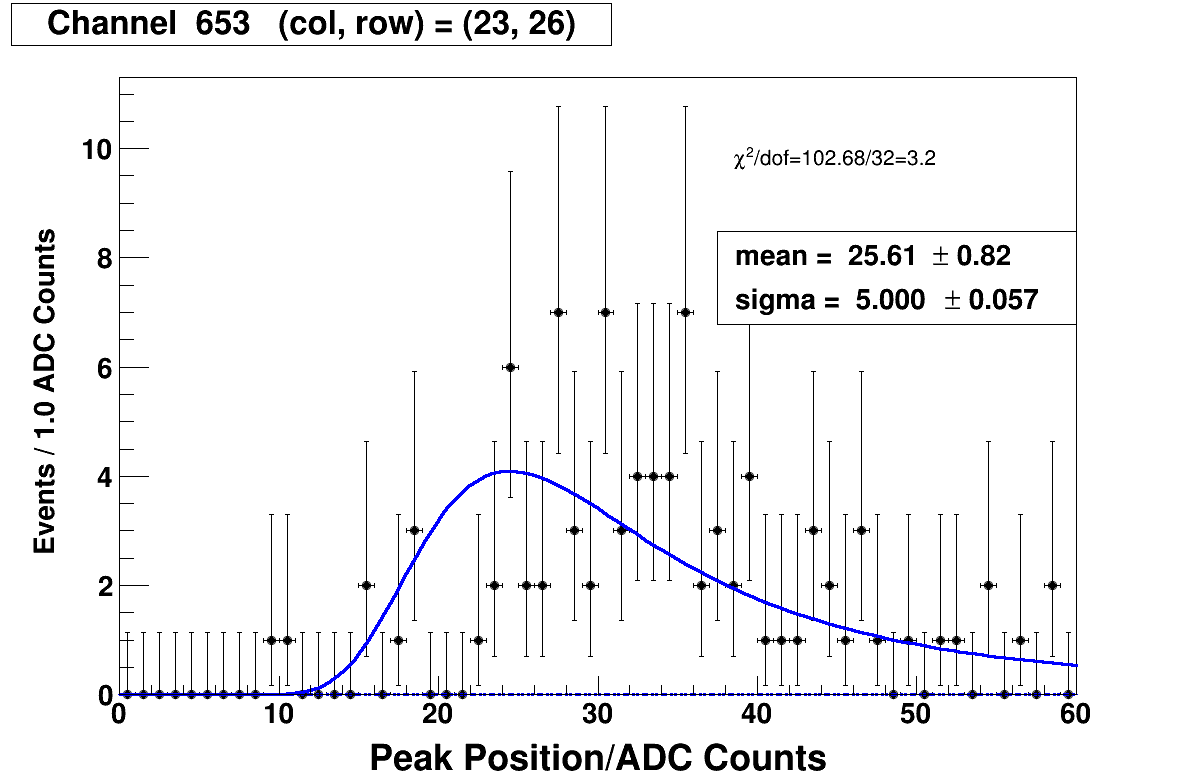 Channel 653 (col, row) = (23, 26)
χ²/dof=102.68/32=3.2
mean = 25.61 ± 0.82
sigma = 5.000 ± 0.057
Events / 1.0 ADC Counts
10
8
6
4
2
0
0 10 20 30 40 50 60
Peak Position/ADC Counts